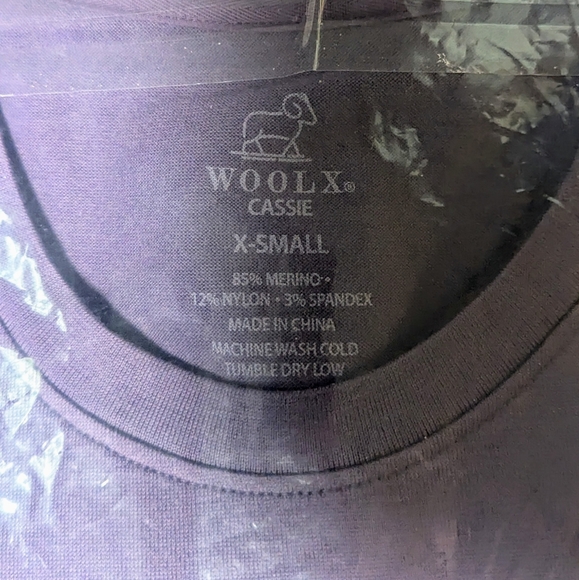 WOOLX®
CASSIE
X-SMALL
85% MERINO •
12% NYLON • 3% SPANDEX
MADE IN CHINA
MACHINE WASH COLD
TUMBLE DRY LOW